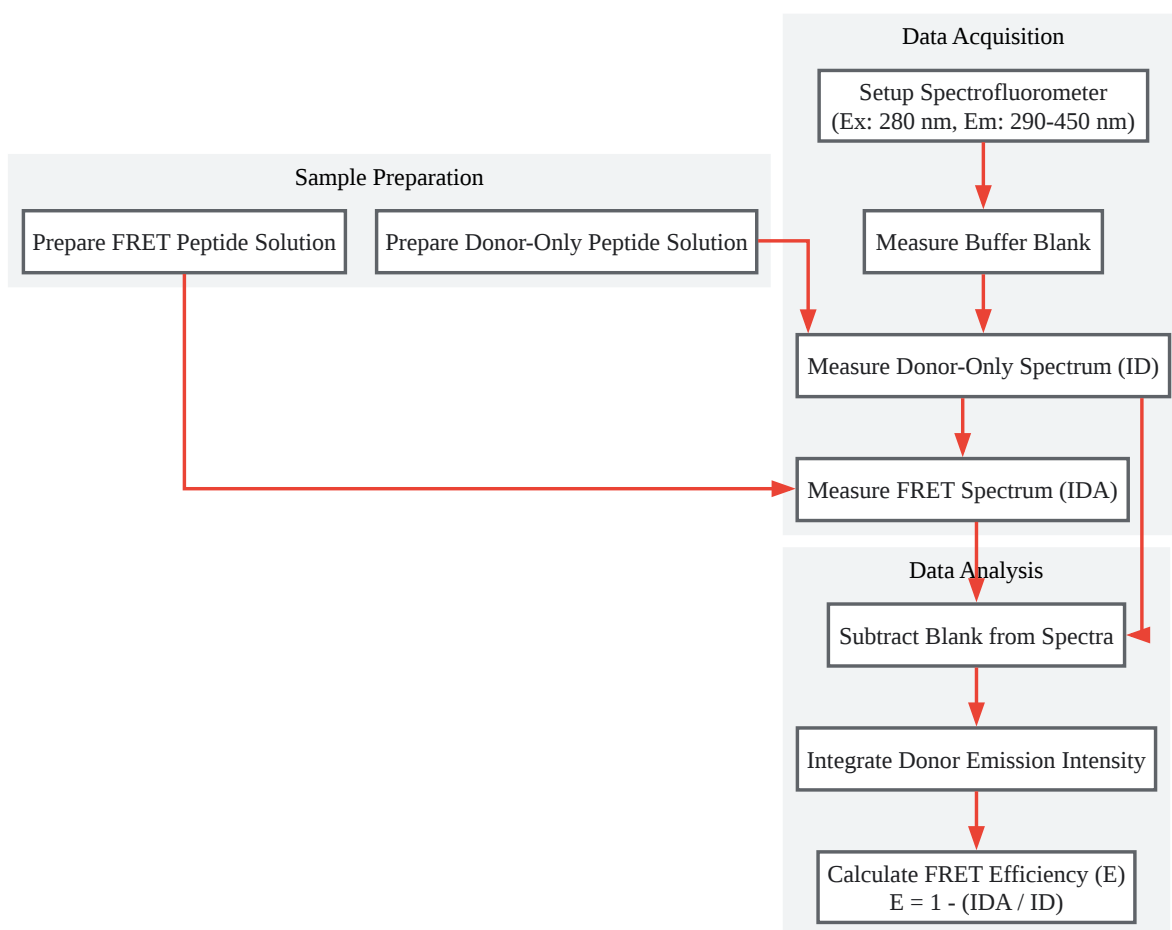 Data Acquisition
Setup Spectrofluorometer
(Ex: 280 nm, Em: 290-450 nm)
Sample Preparation
Prepare FRET Peptide Solution
Prepare Donor-Only Peptide Solution
Measure Buffer Blank
Measure Donor-Only Spectrum (ID)
Measure FRET Spectrum (IDA)
Data Analysis
Subtract Blank from Spectra
Integrate Donor Emission Intensity
Calculate FRET Efficiency (E)
E = 1 - (IDA / ID)